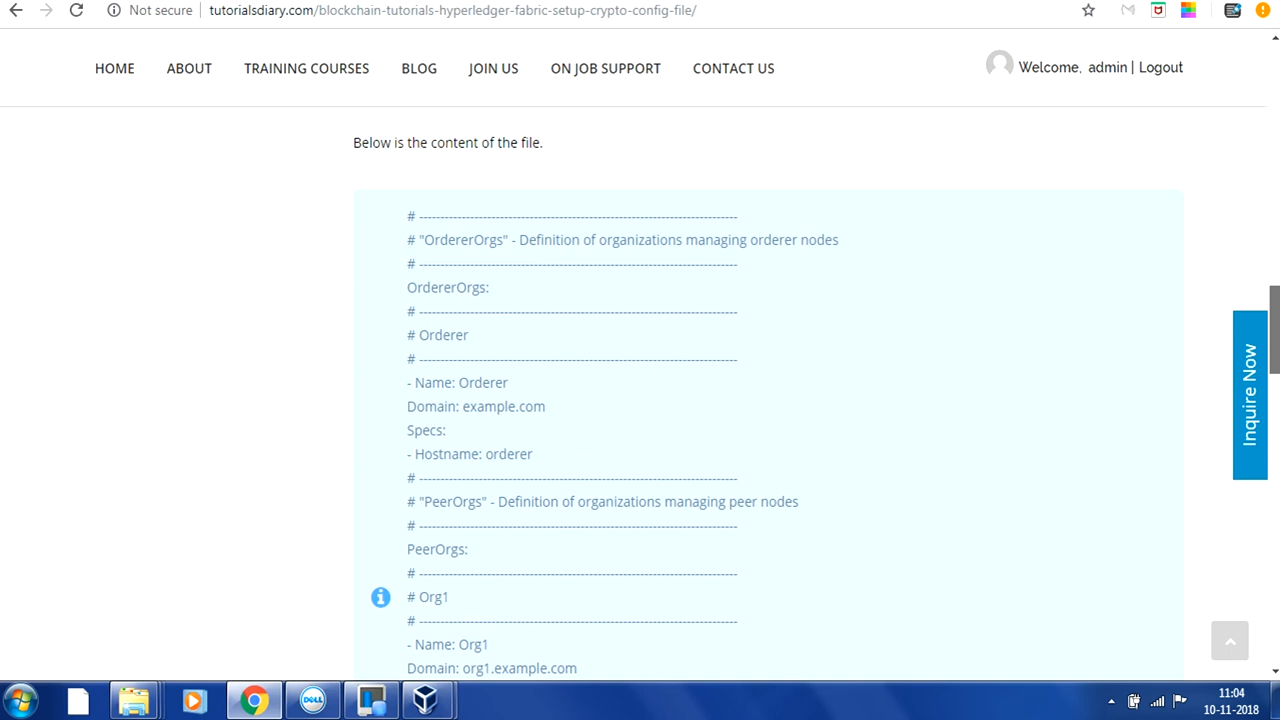 Not secure
tutorialsdiary.com/blockchain-tutorials-hyperledger-fabric-setup-crypto-config-file/
HOME ABOUT TRAINING COURSES BLOG JOIN US ON JOB SUPPORT CONTACT US Welcome, admin | Logout
Below is the content of the file.
# ---------------------------------------------------------------------------
# "OrdererOrgs" - Definition of organizations managing orderer nodes
# ---------------------------------------------------------------------------
OrdererOrgs:
# ---------------------------------------------------------------------------
# Orderer
# ---------------------------------------------------------------------------
- Name: Orderer
Domain: example.com
Specs:
- Hostname: orderer
# ---------------------------------------------------------------------------
# "PeerOrgs" - Definition of organizations managing peer nodes
# ---------------------------------------------------------------------------
PeerOrgs:
# ---------------------------------------------------------------------------
# Org1
# ---------------------------------------------------------------------------
- Name: Org1
Domain: org1.example.com
Inquire Now
DELL
11:04
10-11-2018